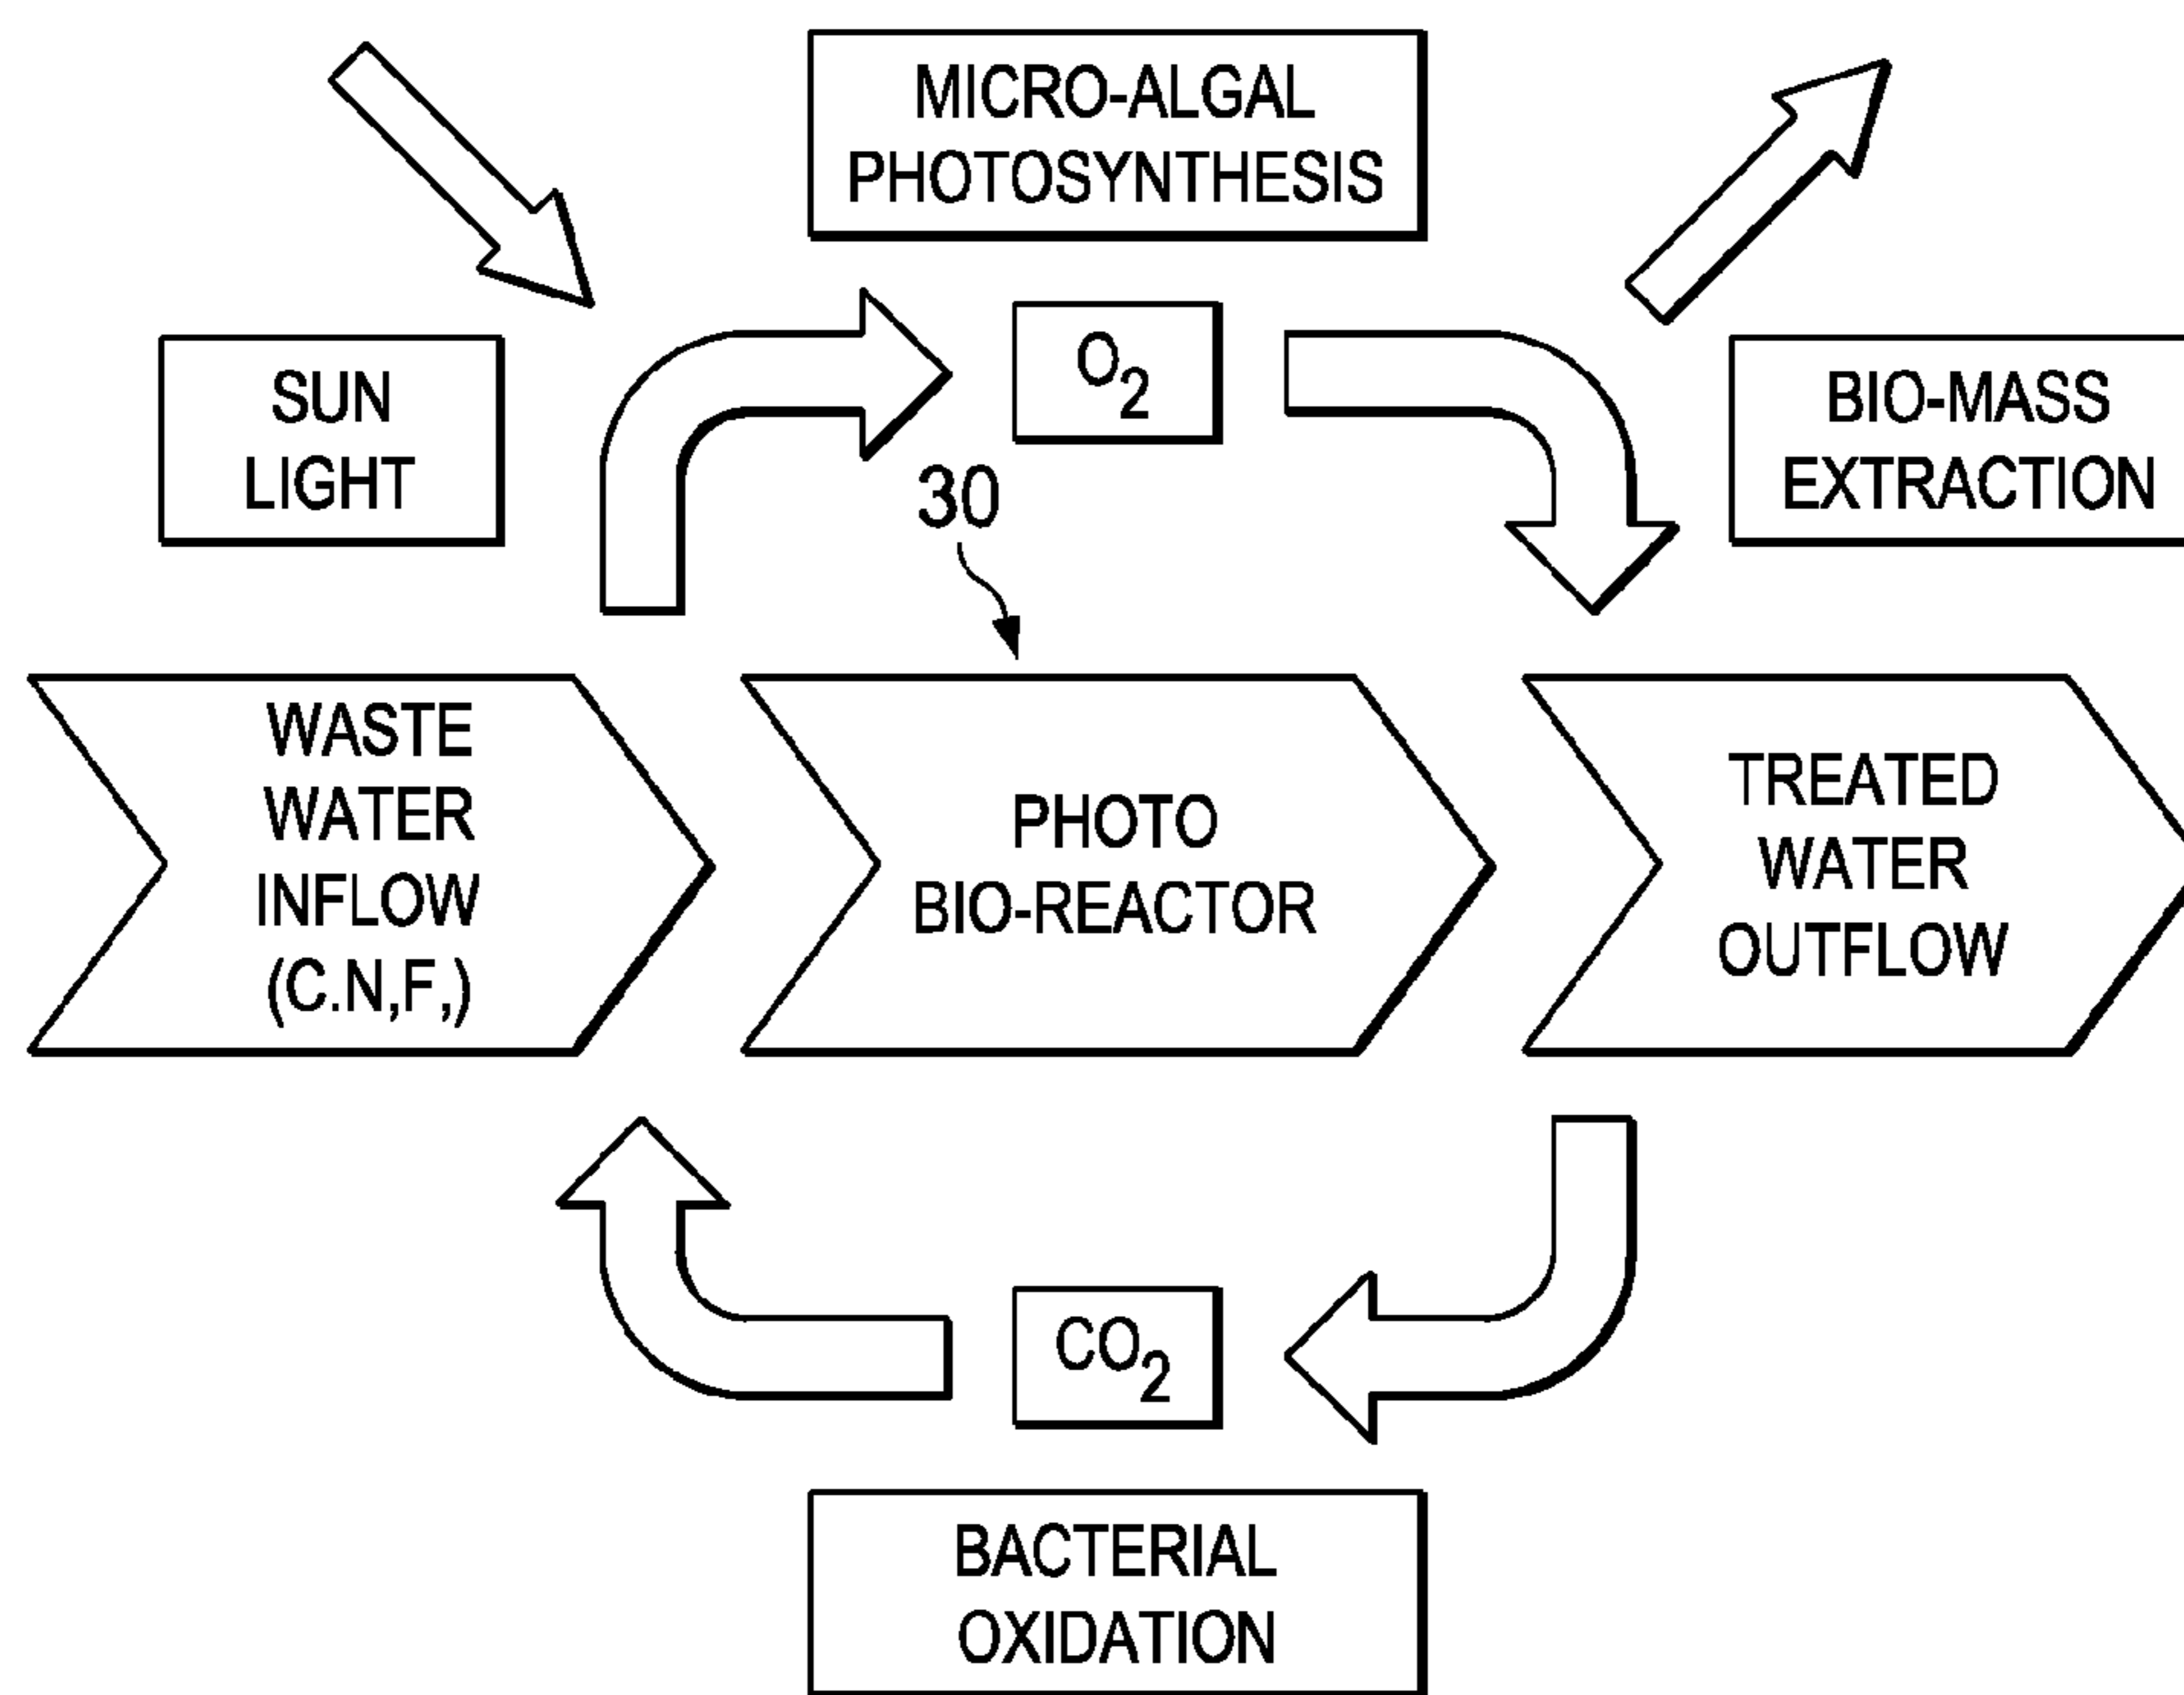 MICRO-ALGAL
PHOTOSYNTHESIS
SUN
LIGHT
O2
BIO-MASS
EXTRACTION
30
WASTE
WATER
INFLOW
(C.N,F,)
PHOTO
BIO-REACTOR
TREATED
WATER
OUTFLOW
CO2
BACTERIAL
OXIDATION